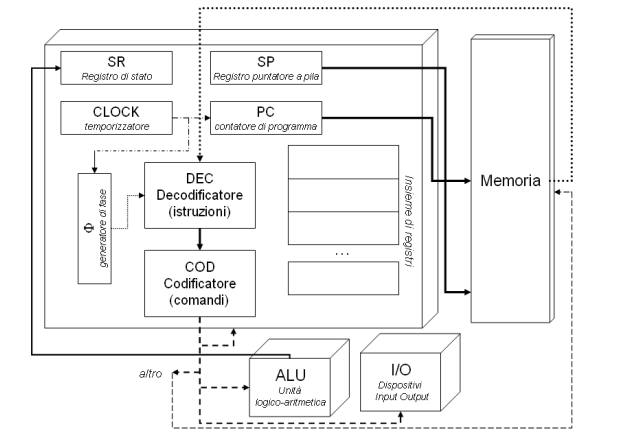 SR
Registro di stato
SP
Registro puntatore a pila
CLOCK
temporizzatore
PC
contatore di programma
DEC
Decodificatore
(istruzioni)
Φ
generatore di fase
Insieme di registri
...
Memoria
COD
Codificatore
(comandi)
altro
ALU
Unità
logico-aritmetica
I/O
Dispositivi
Input Output